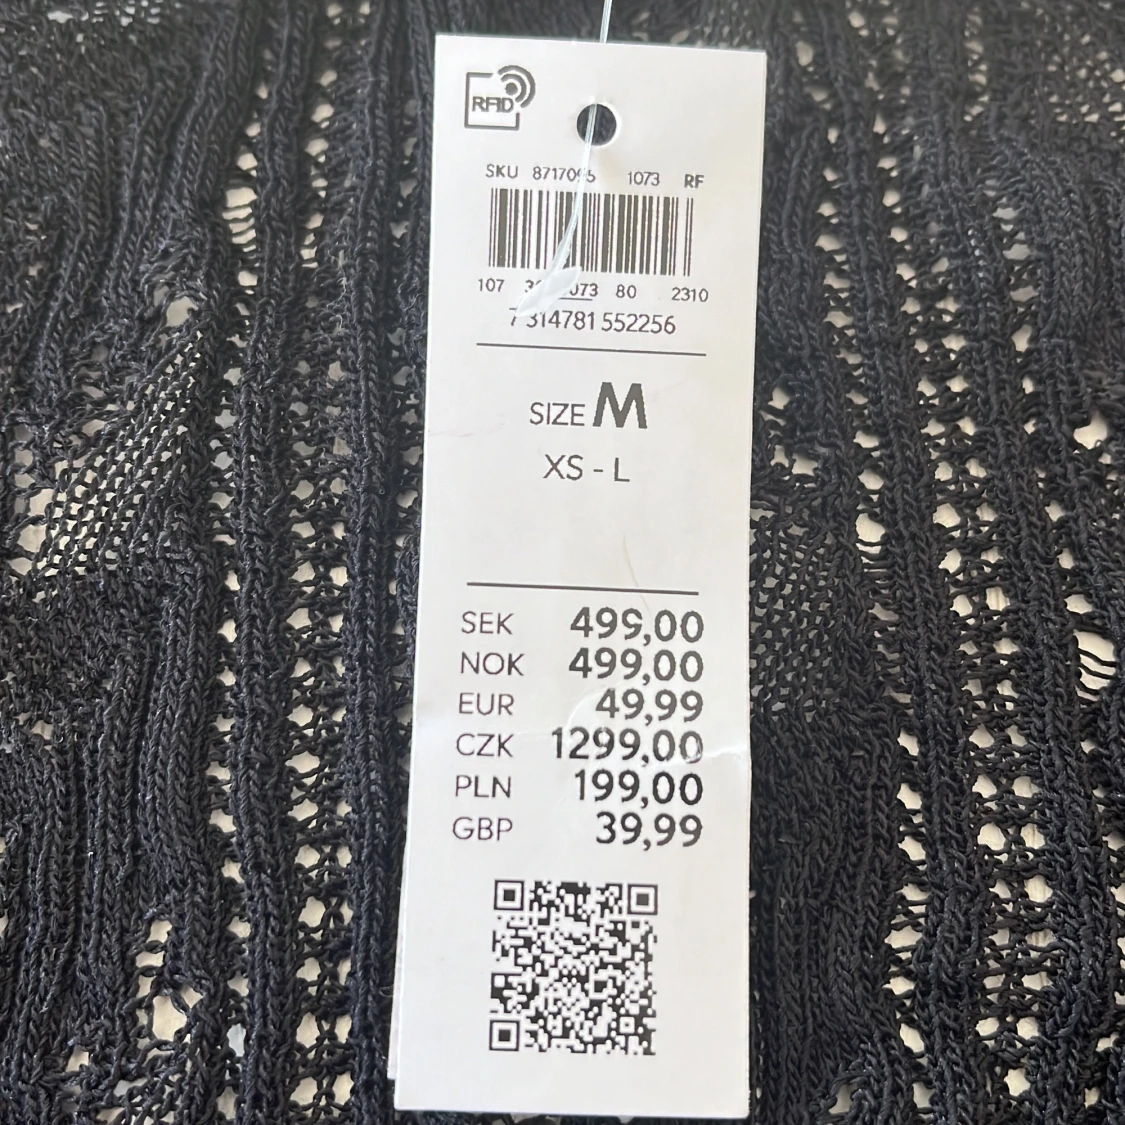 RFID
SKU 1073 RF
107 80 2310
7 314781 552256
SIZE M
XS - L
SEK 499,00
NOK 499,00
EUR 49,99
CZK 1299,00
PLN 199,00
GBP 39,99